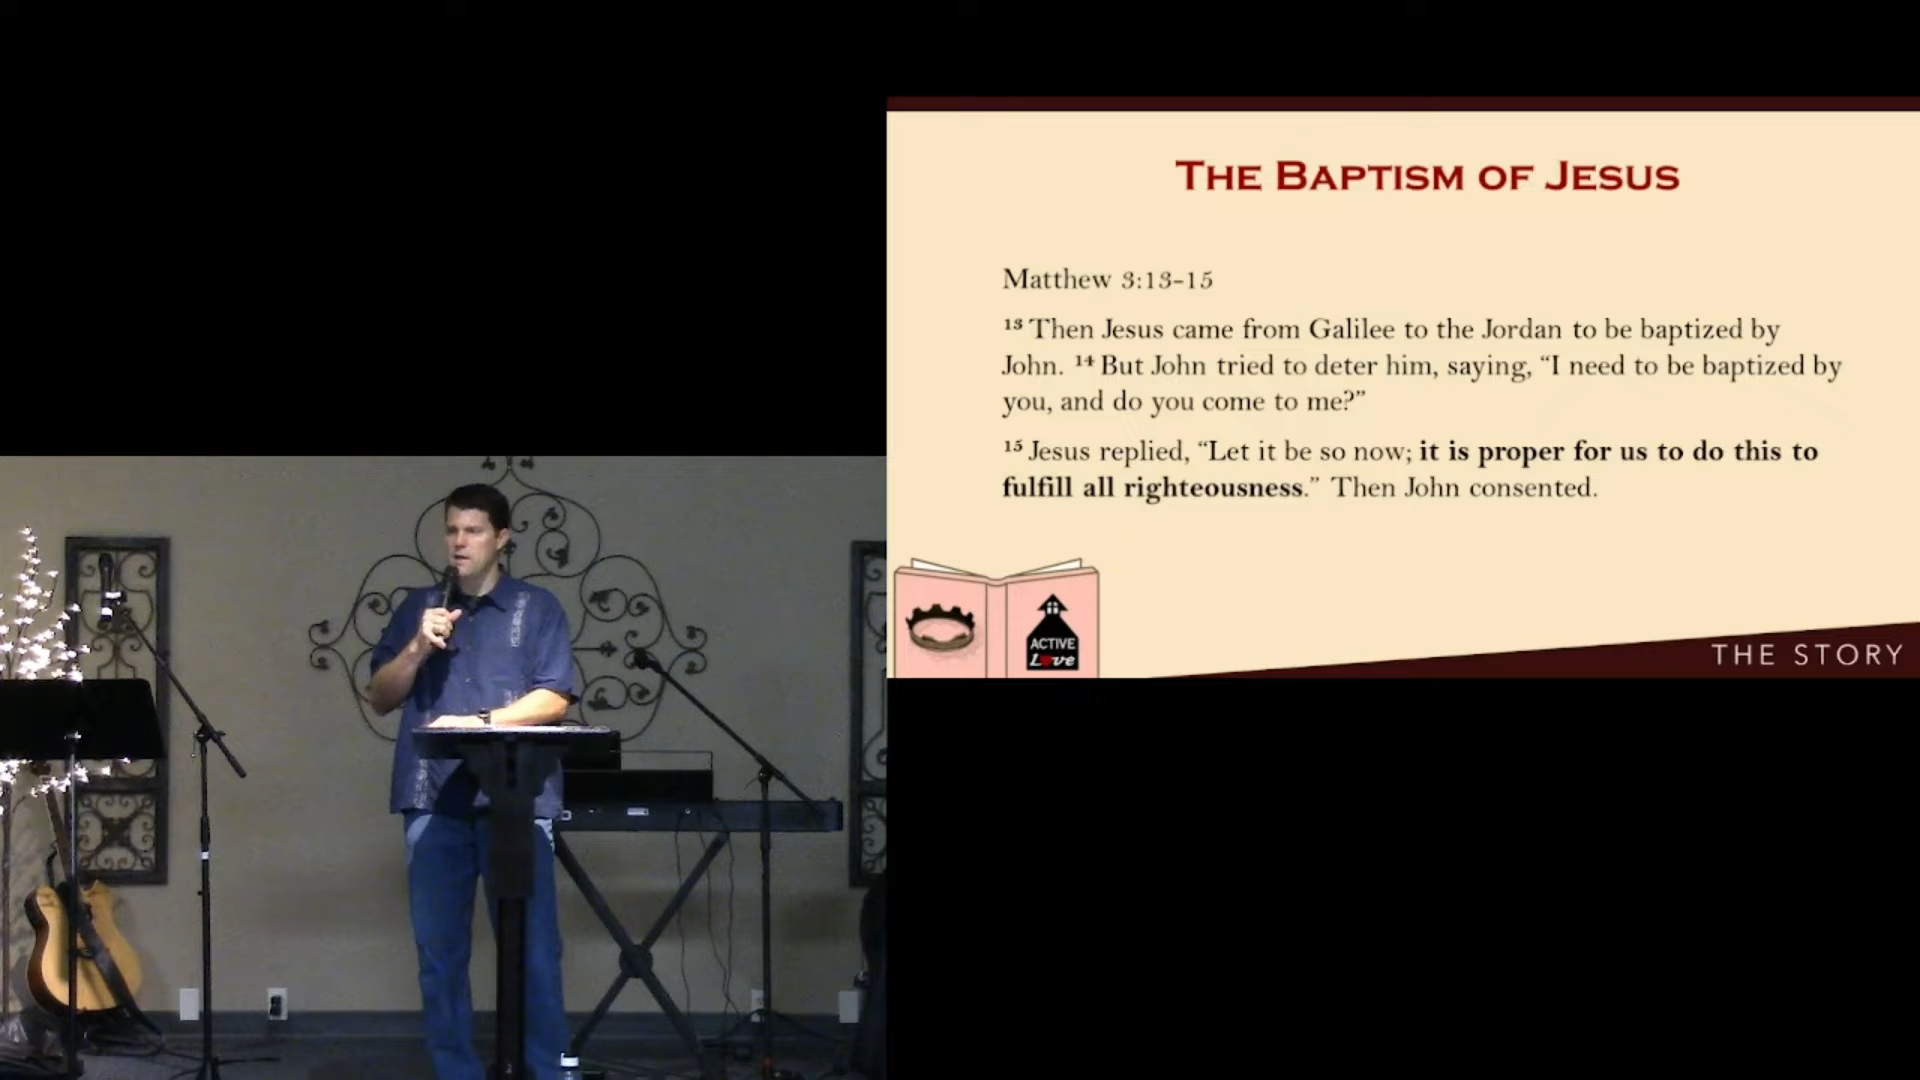 THE BAPTISM OF JESUS
Matthew 3:13-15
13 Then Jesus came from Galilee to the Jordan to be baptized by
John. 14 But John tried to deter him, saying, “I need to be baptized by
you, and do you come to me?”
15 Jesus replied, “Let it be so now; it is proper for us to do this to
fulfill all righteousness.” Then John consented.
ACTIVE
Love
THE STORY